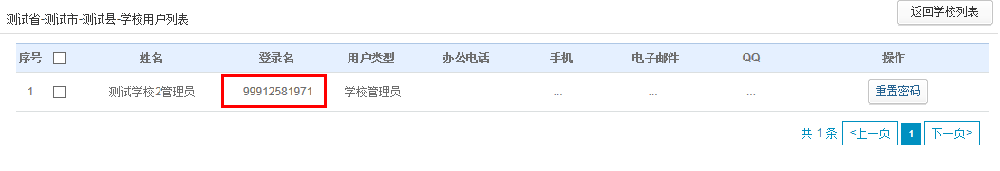 返回学校列表
测试省-测试市-测试县-学校用户列表
序号 姓名 登录名 用户类型 办公电话 手机 电子邮件 QQ 操作
1 测试学校2管理员 99912581971 学校管理员 ... ... ... 重置密码
共 1 条 <上一页 1 下一页>